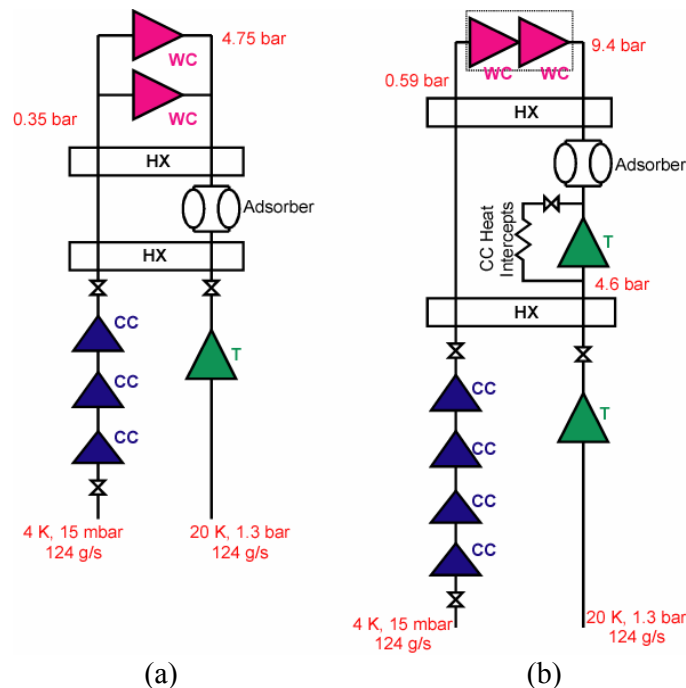 4.75 bar
WC
0.35 bar
WC
HX
Adsorber
HX
CC
T
CC
CC
4 K, 15 mbar
124 g/s
20 K, 1.3 bar
124 g/s
(a)
9.4 bar
WC WC
0.59 bar
HX
Adsorber
CC Heat
Intercepts
T
4.6 bar
HX
CC
T
CC
CC
CC
4 K, 15 mbar
124 g/s
20 K, 1.3 bar
124 g/s
(b)